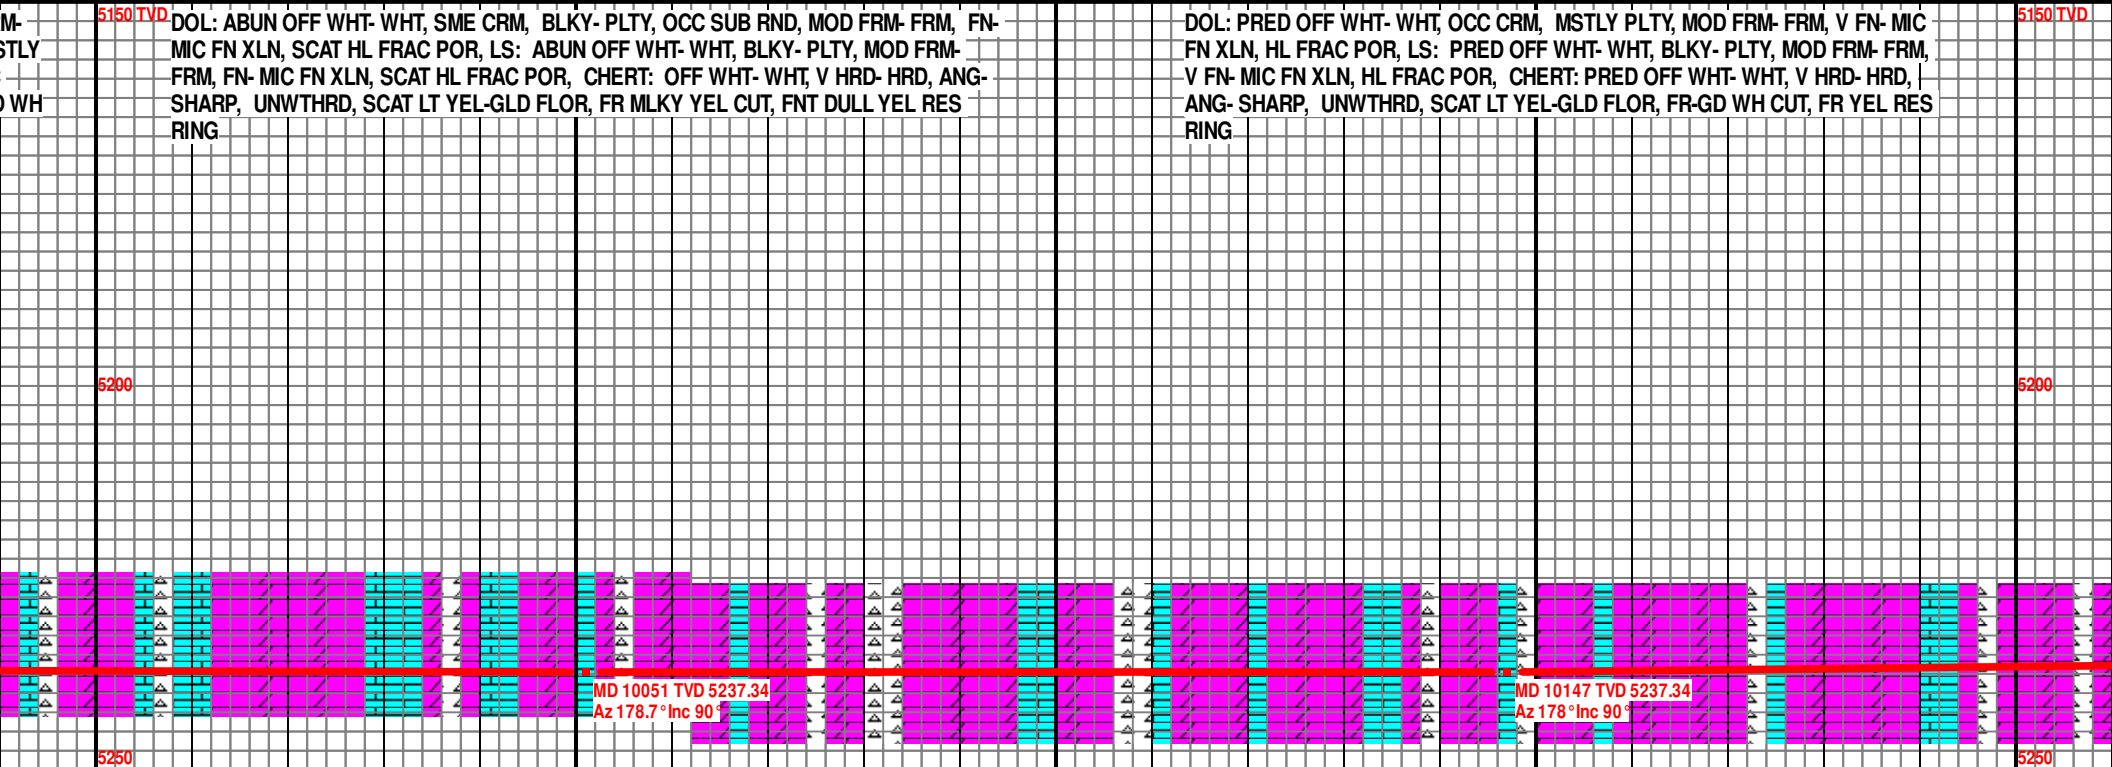 M-
STLY
D WH
5150 TVD
DOL: ABUN OFF WHT- WHT, SME CRM, BLKY- PLTY, OCC SUB RND, MOD FRM- FRM, FN-
MIC FN XLN, SCAT HL FRAC POR, LS: ABUN OFF WHT- WHT, BLKY- PLTY, MOD FRM-
FRM, FN- MIC FN XLN, SCAT HL FRAC POR, CHERT: OFF WHT- WHT, V HRD- HRD, ANG-
SHARP, UNWTHRD, SCAT LT YEL-GLD FLOR, FR MLKY YEL CUT, FNT DULL YEL RES
RING
DOL: PRED OFF WHT- WHT, OCC CRM, MSTLY PLTY, MOD FRM- FRM, V FN- MIC
FN XLN, HL FRAC POR, LS: PRED OFF WHT- WHT, BLKY- PLTY, MOD FRM- FRM,
V FN- MIC FN XLN, HL FRAC POR, CHERT: PRED OFF WHT- WHT, V HRD- HRD,
ANG- SHARP, UNWTHRD, SCAT LT YEL-GLD FLOR, FR-GD WH CUT, FR YEL RES
RING
5150 TVD
5200
5200
MD 10051 TVD 5237.34
Az 178.7° Inc 90°
MD 10147 TVD 5237.34
Az 178° Inc 90°
5250
5250